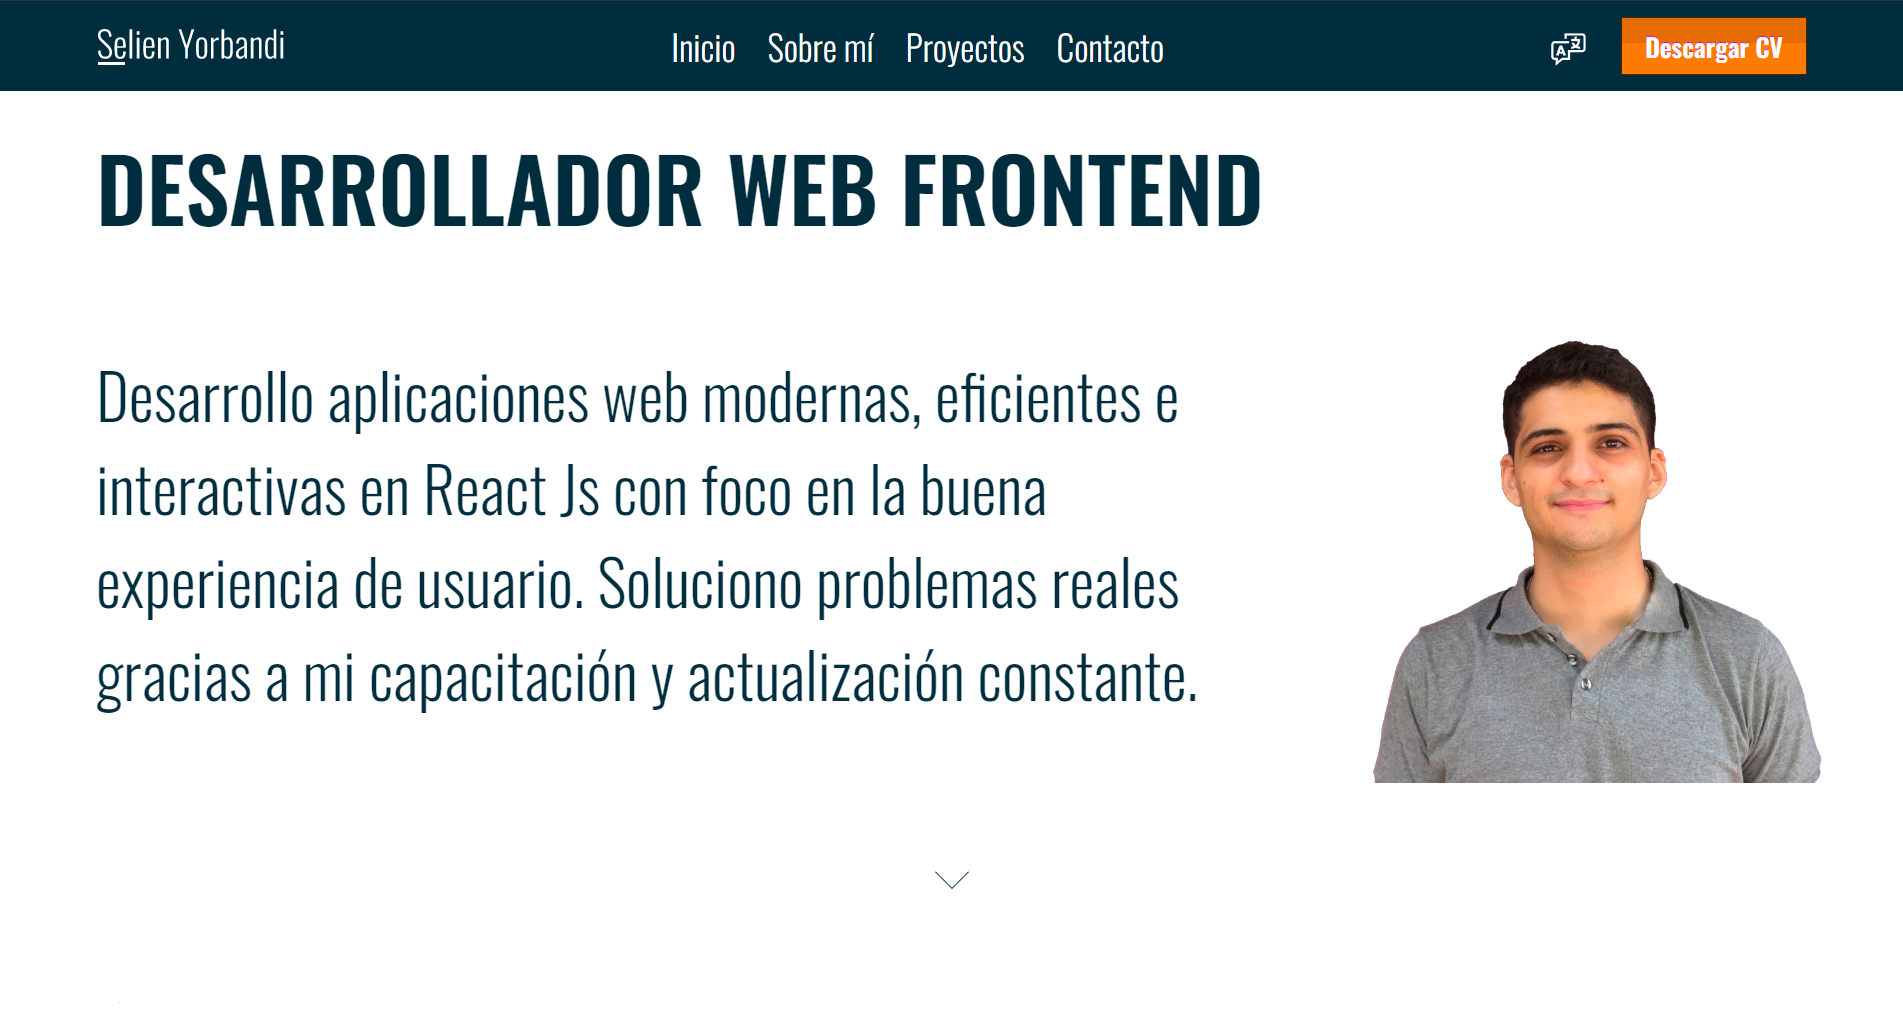 Selien Yorbandi
Inicio Sobre mí Proyectos Contacto
Descargar CV
DESARROLLADOR WEB FRONTEND
Desarrollo aplicaciones web modernas, eficientes e
interactivas en React Js con foco en la buena
experiencia de usuario. Soluciono problemas reales
gracias a mi capacitación y actualización constante.